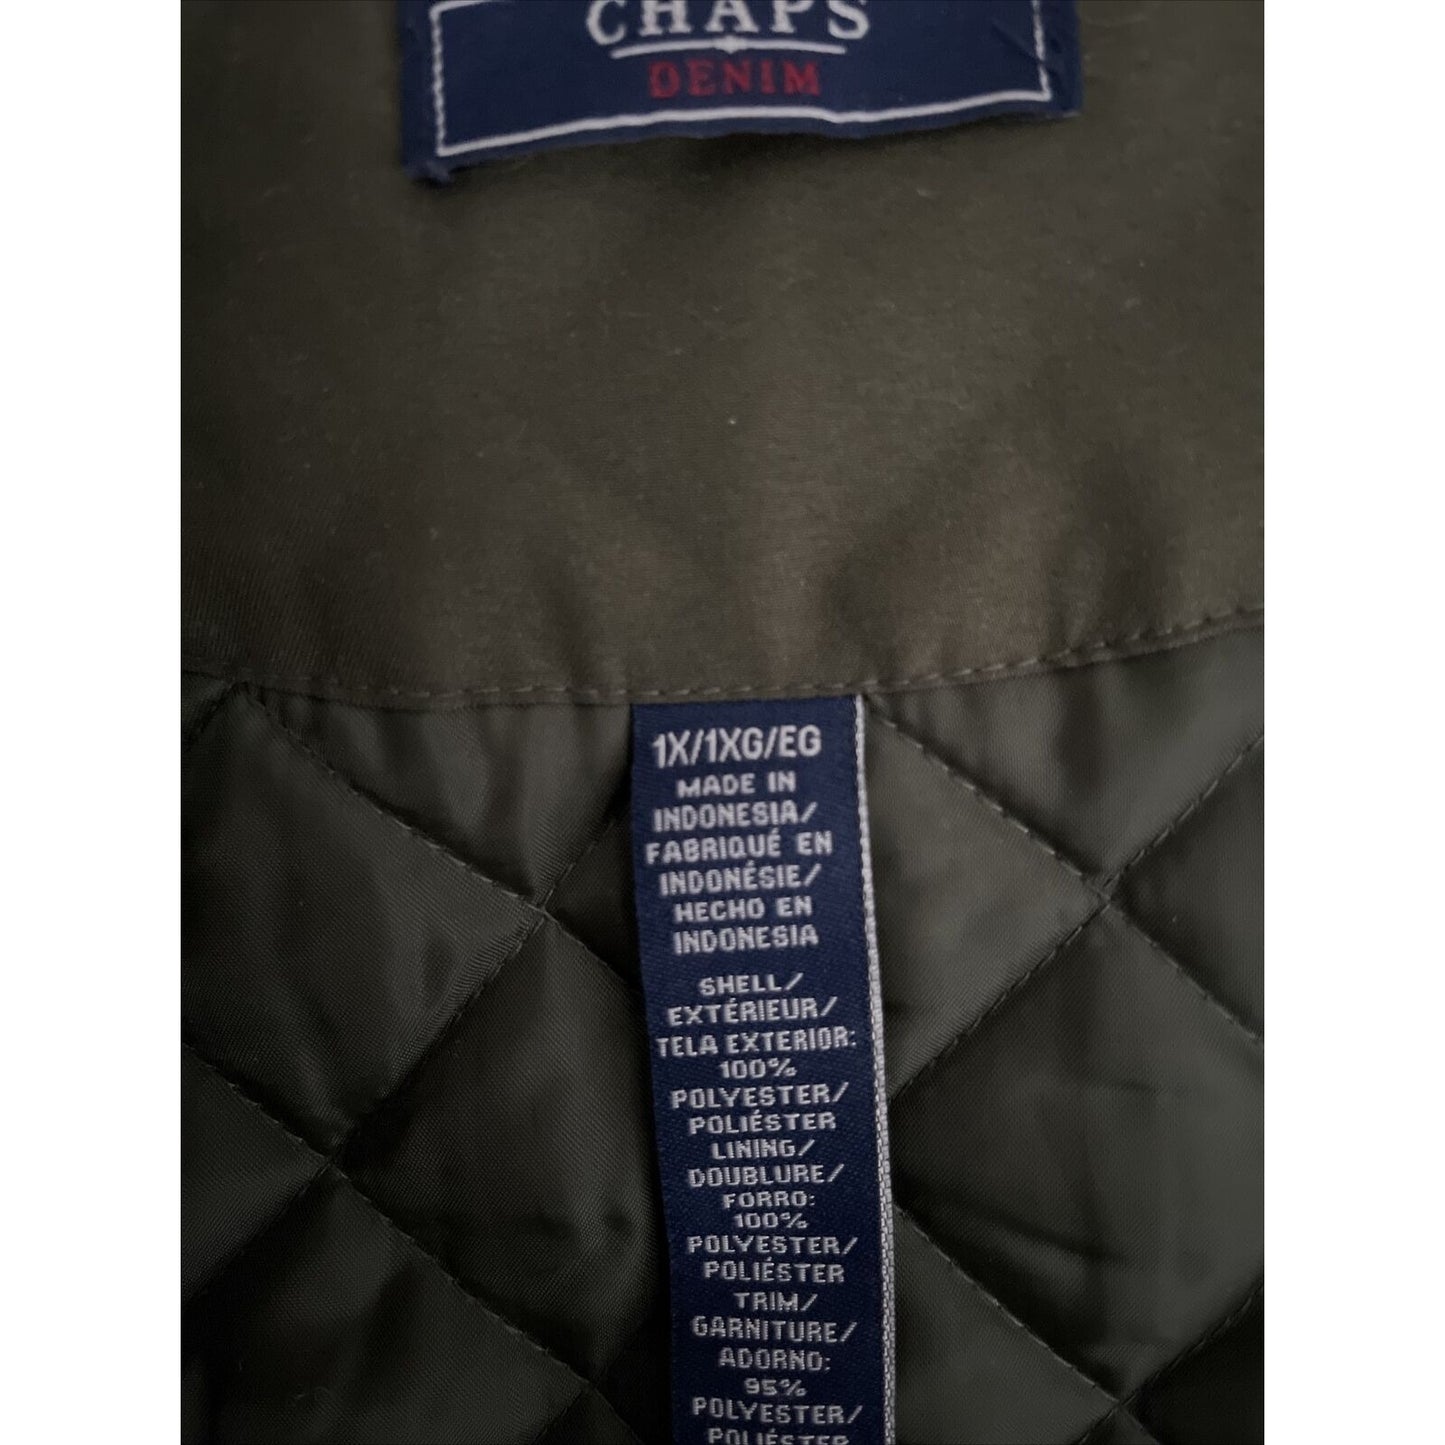 CHAPS
DENIM
1X/1XG/EG
MADE IN
INDONESIA/
FABRIQUÉ EN
INDONÉSIE/
HECHO EN
INDONESIA
SHELL/
EXTÉRIEUR/
TELA EXTERIOR:
100%
POLYESTER/
POLIÉSTER
LINING/
DOUBLURE/
FORRO:
100%
POLYESTER/
POLIÉSTER
TRIM/
GARNITURE/
ADORNO:
95%
POLYESTER/
POLIÉSTER